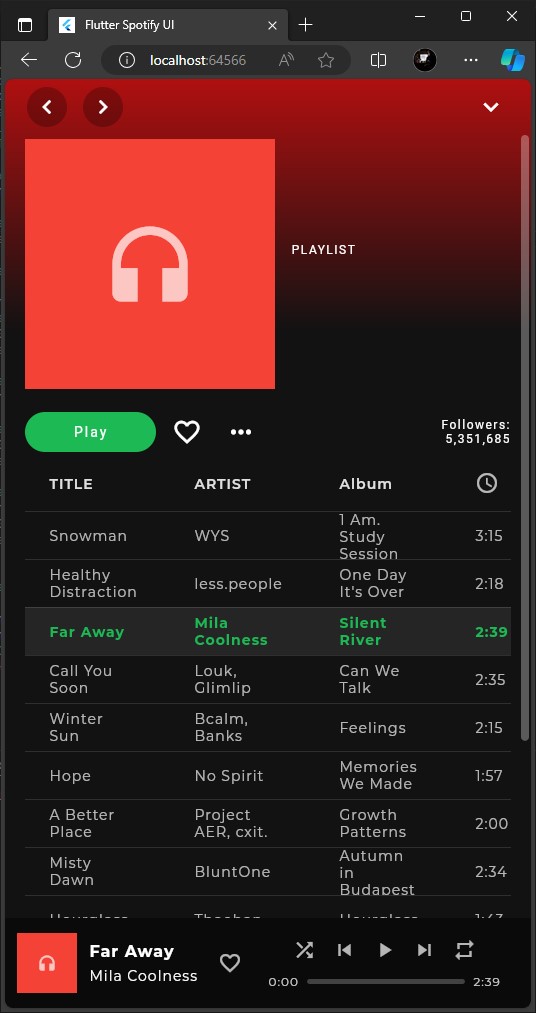 Flutter Spotify UI
localhost:64566
PLAYLIST
Play
Followers:
5,351,685
TITLE ARTIST Album
Snowman WYS 1 Am. Study Session 3:15
Healthy Distraction less.people One Day It's Over 2:18
Far Away Mila Coolness Silent River 2:39
Call You Soon Louk, Glimlip Can We Talk 2:35
Winter Sun Bcalm, Banks Feelings 2:15
Hope No Spirit Memories We Made 1:57
A Better Place Project AER, cxit. Growth Patterns 2:00
Misty Dawn BluntOne Autumn in Budapest 2:34
Hourglass Hourglass 1:43
Far Away
Mila Coolness
0:00 2:39